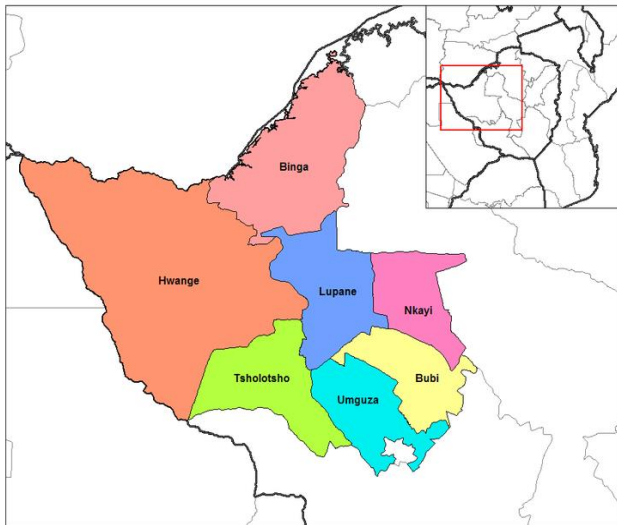 Binga
Hwange
Lupane
Nkayi
Tsholotsho
Bubi
Umguza